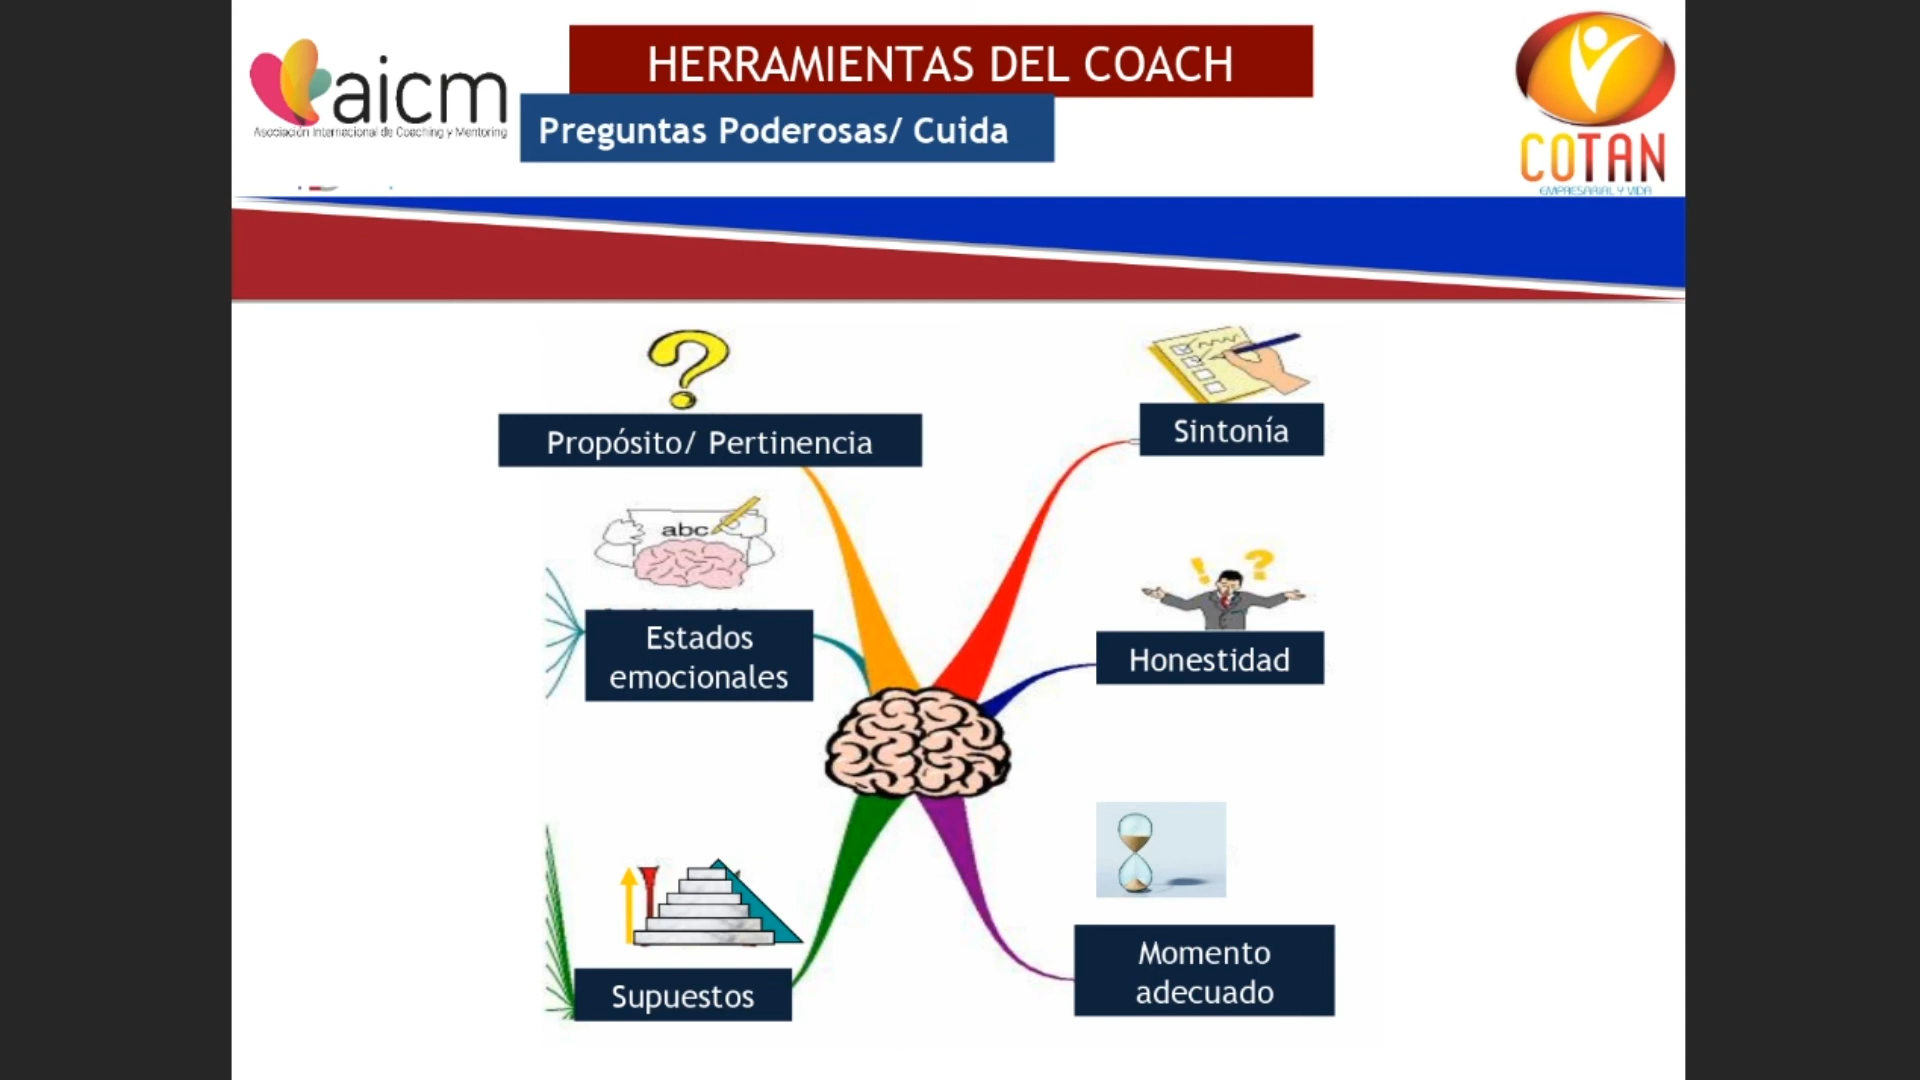 HERRAMIENTAS DEL COACH
aicm
Asociación Internacional de Coaching y Mentoring
Preguntas Poderosas/ Cuida
COTAN
EMPRESARIAL Y VIDA
Propósito/ Pertinencia
Sintonía
abc
Estados
emocionales
Honestidad
Supuestos
Momento
adecuado